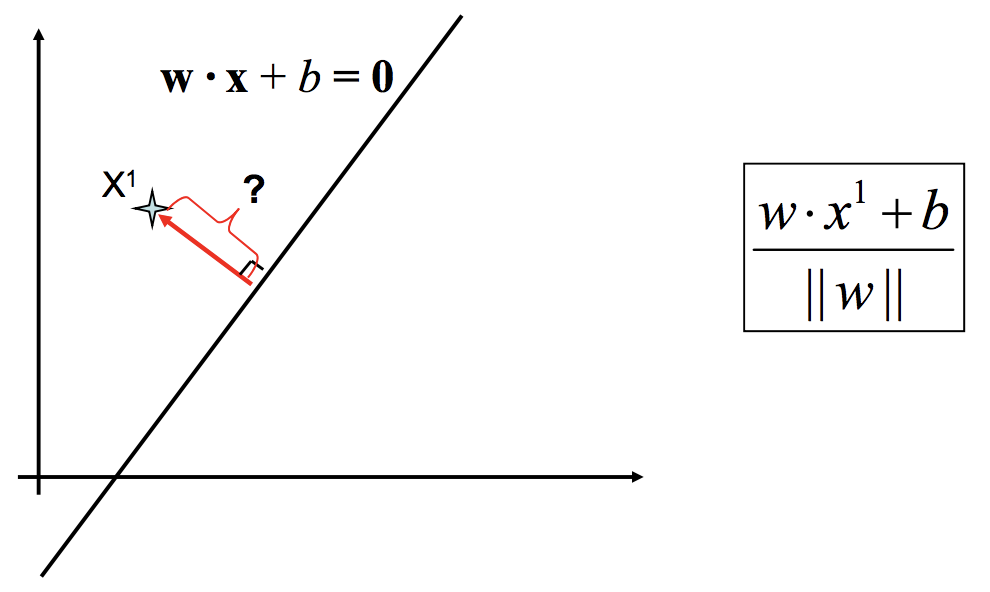 w · x + b = 0
X¹
?
w · x¹ + b
|| w ||